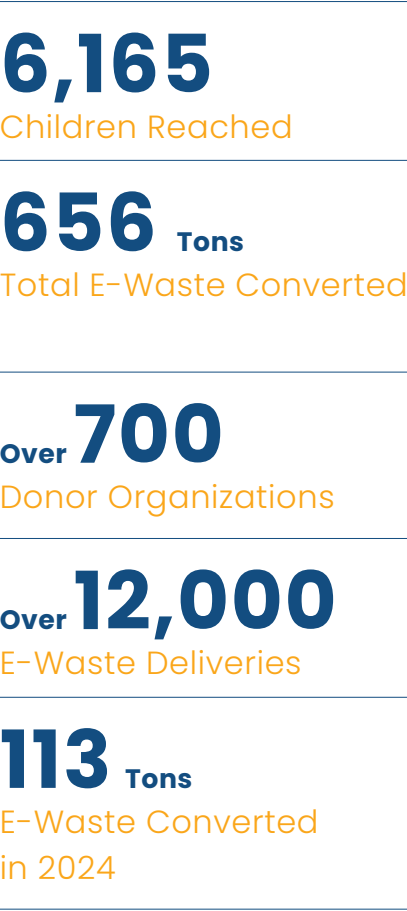 6,165
Children Reached
656 Tons
Total E-Waste Converted
Over 700
Donor Organizations
Over 12,000
E-Waste Deliveries
113 Tons
E-Waste Converted
in 2024